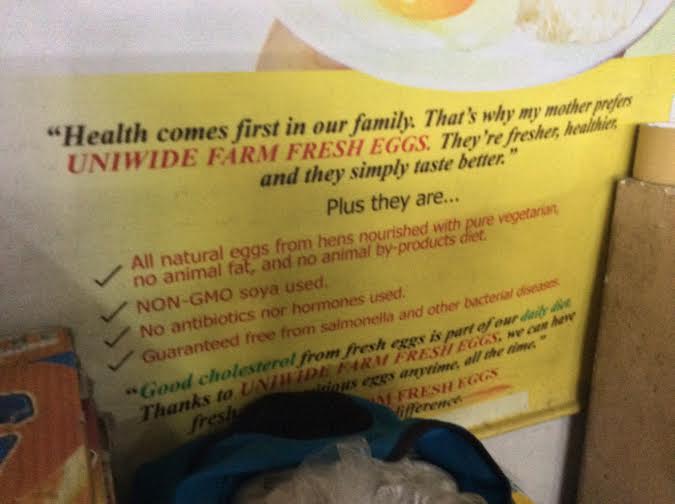 “Health comes first in our family. That's why my mother prefers
UNIWIDE FARM FRESH EGGS. They're fresher, healthier,
and they simply taste better.”
Plus they are...
All natural eggs from hens nourished with pure vegetarian,
no animal fat, and no animal by-products diet.
NON-GMO soya used.
No antibiotics nor hormones used.
Guaranteed free from salmonella and other bacterial diseases.
“Good cholesterol from fresh eggs is part of our daily diet.
Thanks to UNIWIDE FARM FRESH EGGS, we can have
fresh eggs anytime, all the time.”
FRESH EGGS
difference.